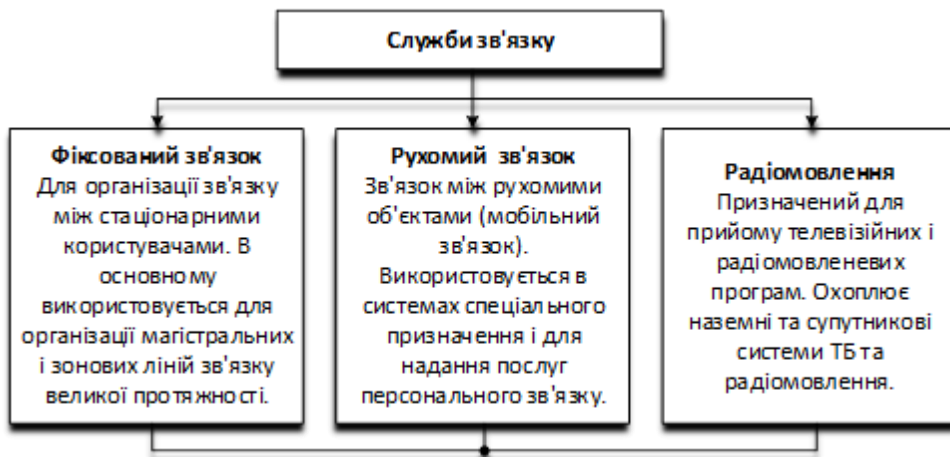 Служби зв'язку
Фіксований зв'язок
Для організації зв'язку
між стаціонарними
користувачами. В
основному
використовується для
організації магістральних
і зонових ліній зв'язку
великої протяжності.
Рухомий зв'язок
Зв'язок між рухомими
об'єктами (мобільний
зв'язок).
Використовується в
системах спеціального
призначення і для
надання послуг
персонального зв'язку.
Радіомовлення
Призначений для
прийому телевізійних і
радіомовленевих
програм. Охоплює
наземні та супутникові
системи ТБ та
радіомовлення.